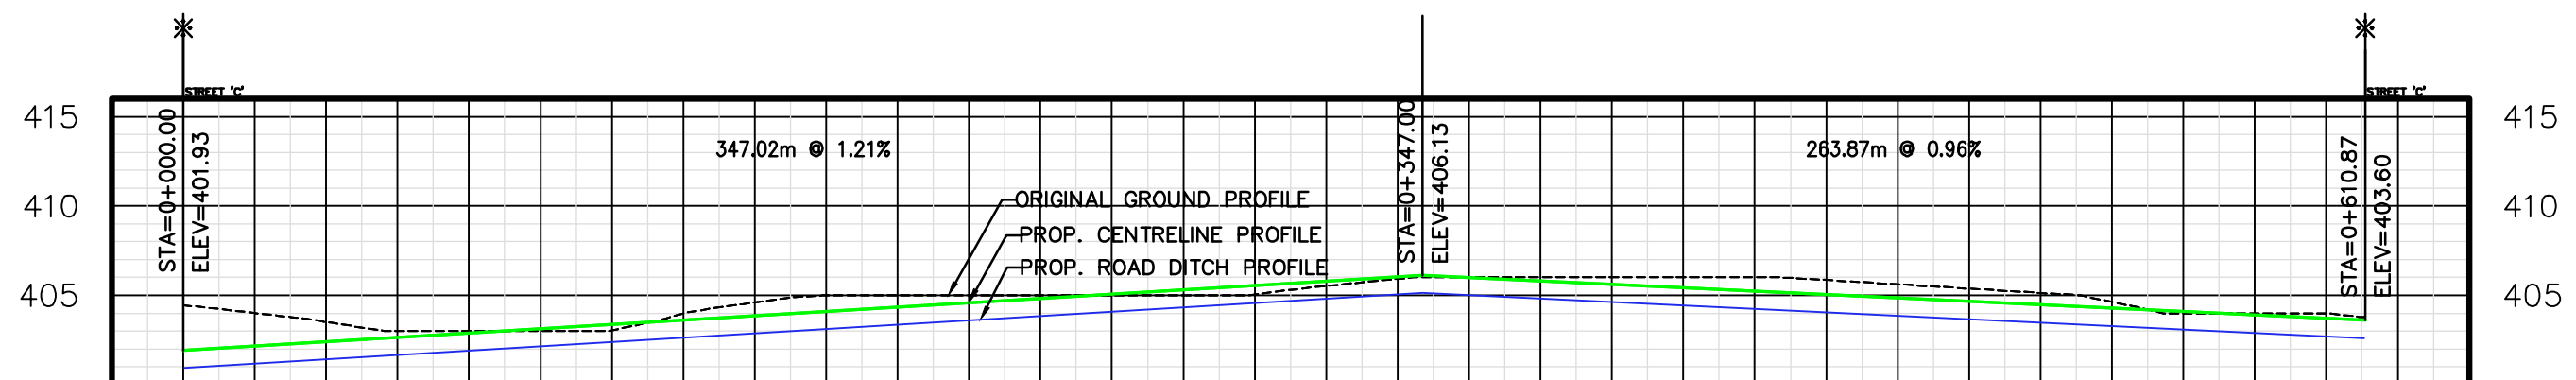 STREET 'C'
STREET 'C'
415
415
STA=0+000.00
ELEV=401.93
347.02m @ 1.21%
STA=0+347.00
ELEV=406.13
263.87m @ 0.96%
STA=0+610.87
ELEV=403.60
410
410
ORIGINAL GROUND PROFILE
PROP. CENTRELINE PROFILE
PROP. ROAD DITCH PROFILE
405
405